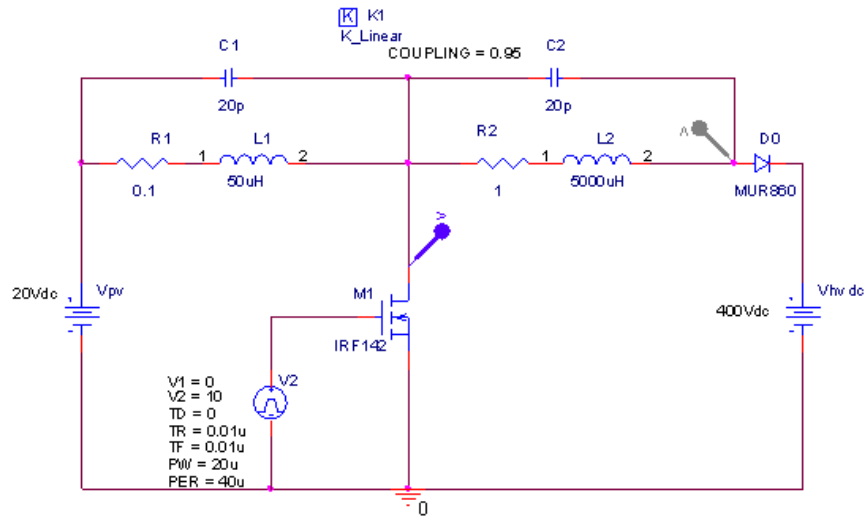 K K1
K_Linear
COUPLING = 0.95
C1
20p
C2
20p
R1
0.1
1 L1 2
50uH
R2
1
1 L2 2
5000uH
A
D0
MUR860
V
20Vdc Vpv
M1
IRF142
Vhvdc
400Vdc
V2
V1 = 0
V2 = 10
TD = 0
TR = 0.01u
TF = 0.01u
PW = 20u
PER = 40u
0